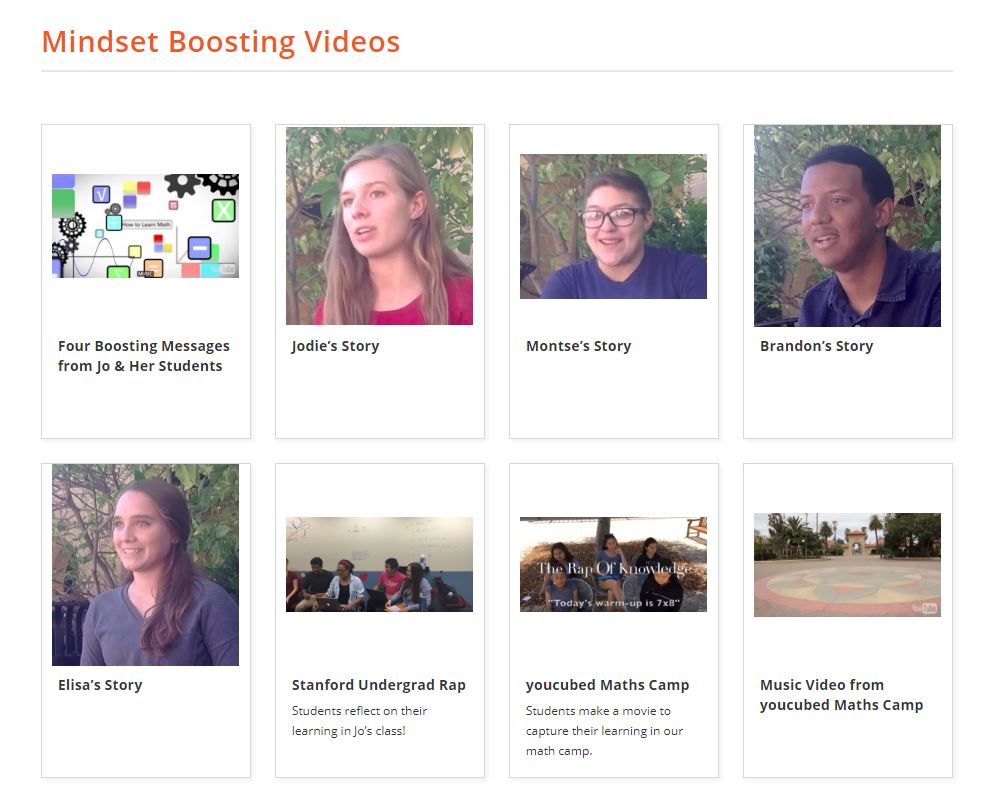 Mindset Boosting Videos
How to Learn Math
YouTube
Four Boosting Messages
from Jo & Her Students
Jodie’s Story
Montse’s Story
Brandon’s Story
The Rap Of Knowledge
"Today's warm-up is 7x8"
YouTube
Elisa’s Story
Stanford Undergrad Rap
Students reflect on their
learning in Jo’s class!
youcubed Maths Camp
Students make a movie to
capture their learning in our
math camp.
Music Video from
youcubed Maths Camp